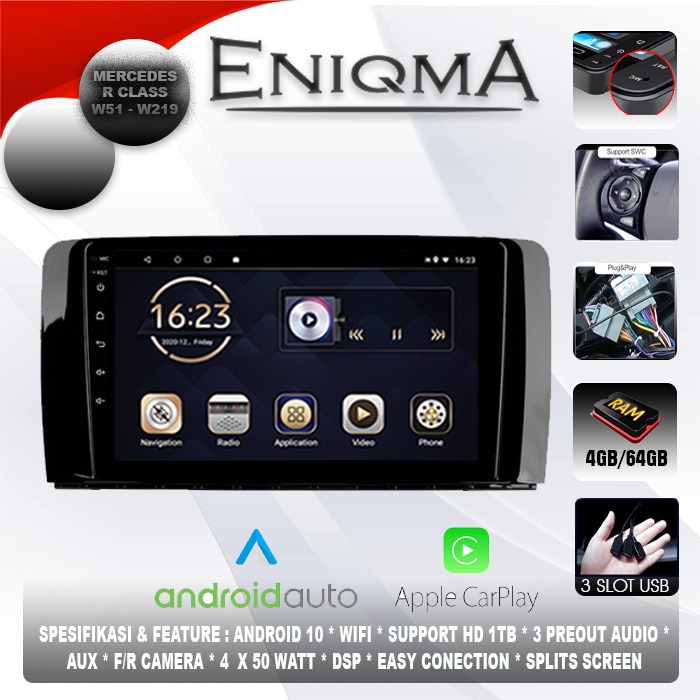 MERCEDES
R CLASS
W51 - W219
ENIQMA
RST
MIC
Support SWC
Plug&Play
RAM
4GB/64GB
3 SLOT USB
MIC
RST
16:23
16:23
2020-12.. Friday
Navigation
Radio
Application
Video
Phone
androidauto
Apple CarPlay
SPESIFIKASI & FEATURE : ANDROID 10 * WIFI * SUPPORT HD 1TB * 3 PREOUT AUDIO *
AUX * F/R CAMERA * 4 X 50 WATT * DSP * EASY CONECTION * SPLITS SCREEN